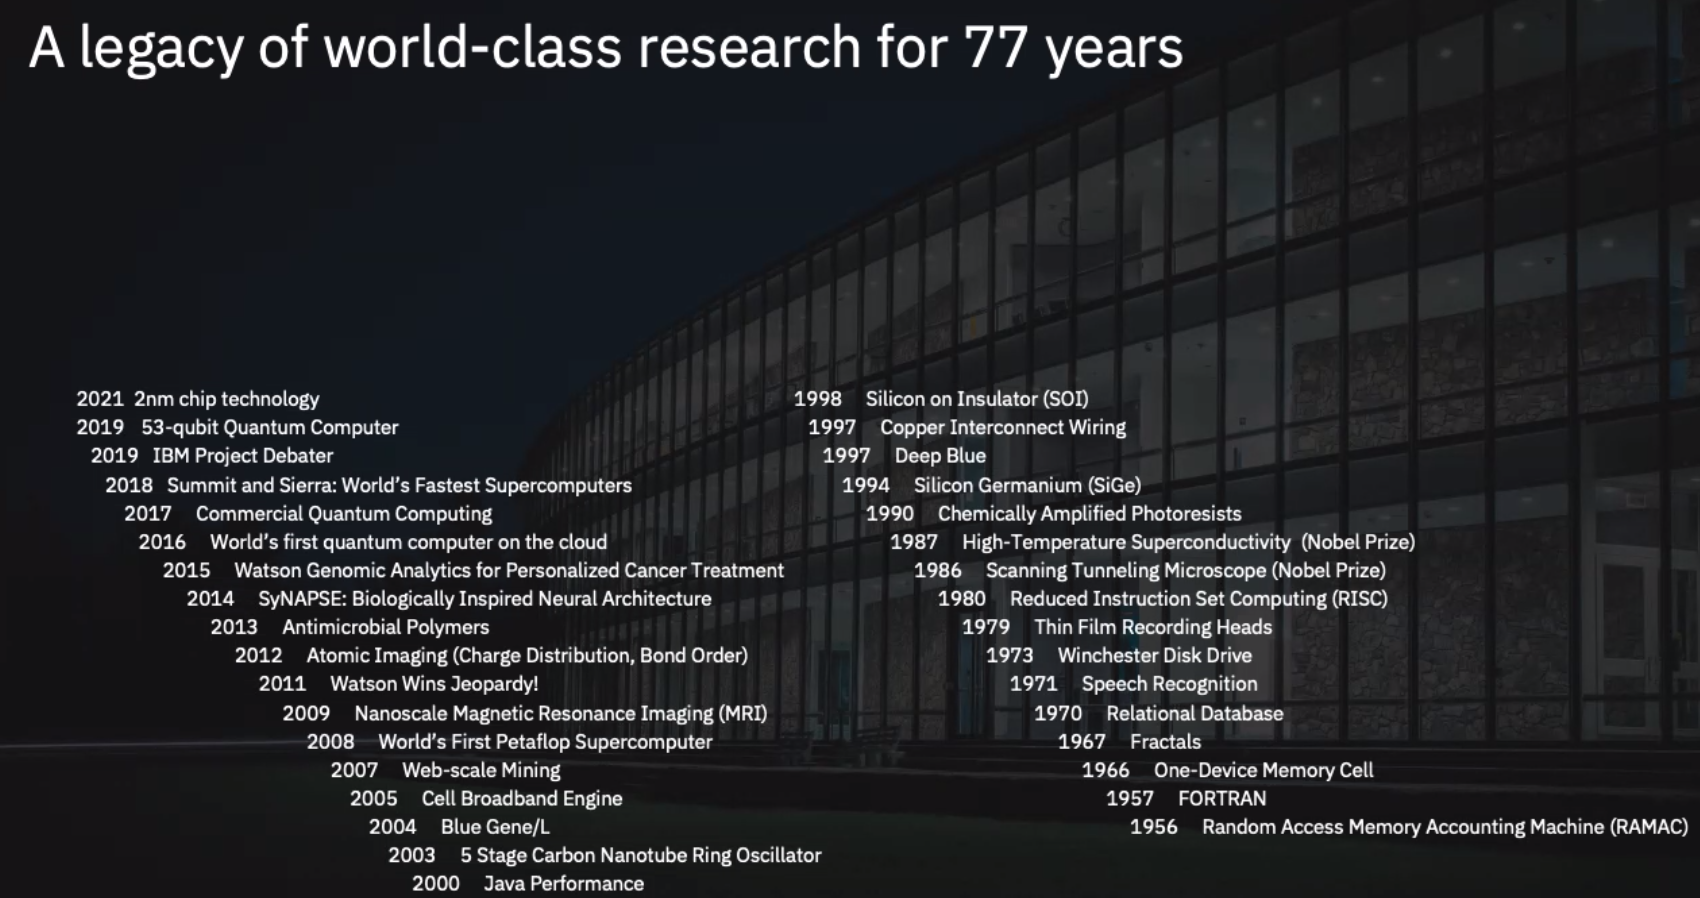 A legacy of world-class research for 77 years
2021 2nm chip technology
2019 53-qubit Quantum Computer
2019 IBM Project Debater
2018 Summit and Sierra: World's Fastest Supercomputers
2017 Commercial Quantum Computing
2016 World's first quantum computer on the cloud
2015 Watson Genomic Analytics for Personalized Cancer Treatment
2014 SyNAPSE: Biologically Inspired Neural Architecture
2013 Antimicrobial Polymers
2012 Atomic Imaging (Charge Distribution, Bond Order)
2011 Watson Wins Jeopardy!
2009 Nanoscale Magnetic Resonance Imaging (MRI)
2008 World's First Petaflop Supercomputer
2007 Web-scale Mining
2005 Cell Broadband Engine
2004 Blue Gene/L
2003 5 Stage Carbon Nanotube Ring Oscillator
2000 Java Performance
1998 Silicon on Insulator (SOI)
1997 Copper Interconnect Wiring
1997 Deep Blue
1994 Silicon Germanium (SiGe)
1990 Chemically Amplified Photoresists
1987 High-Temperature Superconductivity (Nobel Prize)
1986 Scanning Tunneling Microscope (Nobel Prize)
1980 Reduced Instruction Set Computing (RISC)
1979 Thin Film Recording Heads
1973 Winchester Disk Drive
1971 Speech Recognition
1970 Relational Database
1967 Fractals
1966 One-Device Memory Cell
1957 FORTRAN
1956 Random Access Memory Accounting Machine (RAMAC)